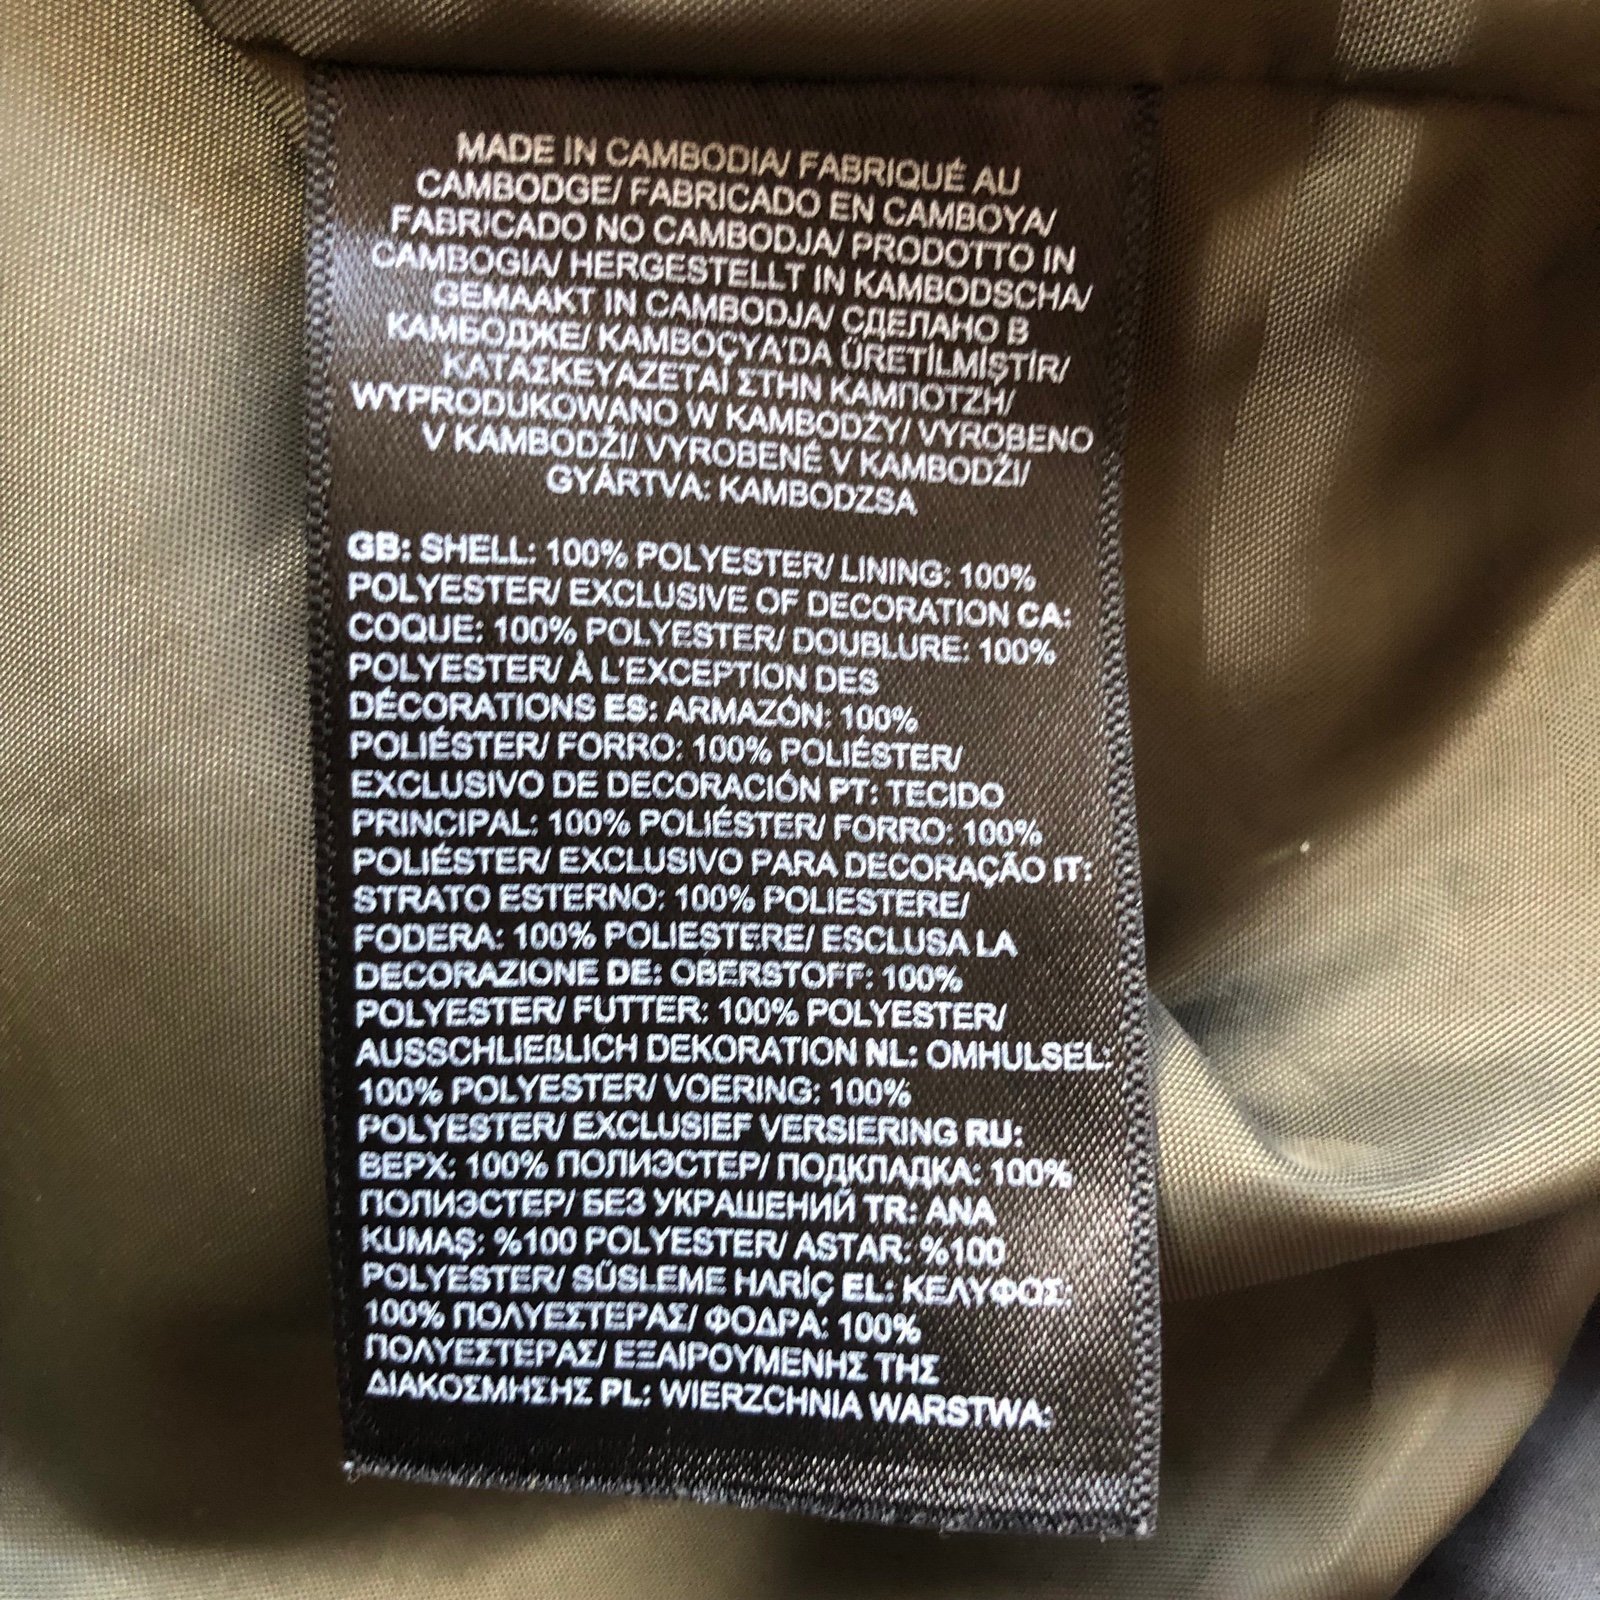 MADE IN CAMBODIA/ FABRIQUÉ AU
CAMBODGE/ FABRICADO EN CAMBOYA/
FABRICADO NO CAMBODJA/ PRODOTTO IN
CAMBOGIA/ HERGESTELLT IN KAMBODSCHA/
GEMAAKT IN CAMBODJA/ СДЕЛАНО В
КАМБОДЖЕ/ KAMBOÇYA'DA ÜRETİLMİŞTİR/
ΚΑΤΑΣΚΕΥΑΖΕΤΑΙ ΣΤΗΝ ΚΑΜΠΟΤΖΗ/
WYPRODUKOWANO W KAMBODŻY/ VYROBENO
V KAMBODŽI/ VYROBENÉ V KAMBODŽI/
GYÁRTVA: KAMBODZSA
GB: SHELL: 100% POLYESTER/ LINING: 100%
POLYESTER/ EXCLUSIVE OF DECORATION CA:
COQUE: 100% POLYESTER/ DOUBLURE: 100%
POLYESTER/ À L'EXCEPTION DES
DÉCORATIONS ES: ARMAZÓN: 100%
POLIÉSTER/ FORRO: 100% POLIÉSTER/
EXCLUSIVO DE DECORACIÓN PT: TECIDO
PRINCIPAL: 100% POLIÉSTER/ FORRO: 100%
POLIÉSTER/ EXCLUSIVO PARA DECORAÇÃO IT:
STRATO ESTERNO: 100% POLIESTERE/
FODERA: 100% POLIESTERE/ ESCLUSA LA
DECORAZIONE DE: OBERSTOFF: 100%
POLYESTER/ FUTTER: 100% POLYESTER/
AUSSCHLIEßLICH DEKORATION NL: OMHULSEL:
100% POLYESTER/ VOERING: 100%
POLYESTER/ EXCLUSIEF VERSIERING RU:
ВЕРХ: 100% ПОЛИЭСТЕР/ ПОДКЛАДКА: 100%
ПОЛИЭСТЕР/ БЕЗ УКРАШЕНИЙ TR: ANA
KUMAŞ: %100 POLYESTER/ ASTAR: %100
POLYESTER/ SÜSLEME HARİÇ EL: ΚΕΛΥΦΟΣ:
100% ΠΟΛΥΕΣΤΕΡΑΣ/ ΦΟΔΡΑ: 100%
ΠΟΛΥΕΣΤΕΡΑΣ/ ΕΞΑΙΡΟΥΜΕΝΗΣ ΤΗΣ
ΔΙΑΚΟΣΜΗΣΗΣ PL: WIERZCHNIA WARSTWA: